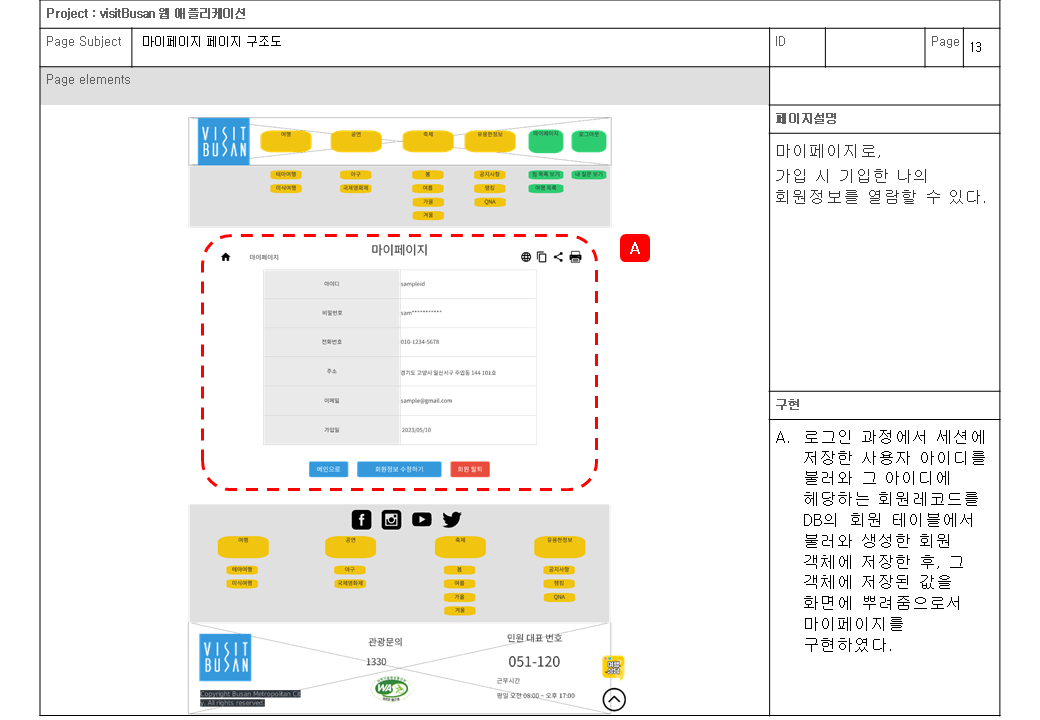 Project : visitBusan 웹 애플리케이션
Page Subject 마이페이지 페이지 구조도 ID Page 13
Page elements
VISIT
BUSAN
여행 공연 축제 유용한정보 마이페이지 로그아웃
테마여행 야구 봄 공지사항 찜 목록 보기 내 질문 보기
미식여행 국제영화제 여름 맵핑 여행 목록
가을 QNA
겨울
마이페이지
마이페이지
A
아이디 sampleid
비밀번호 sam***********
전화번호 010-1234-5678
주소 경기도 고양시 일산서구 주엽동 144 101호
이메일 sample@gmail.com
가입일 2023/05/10
메인으로 회원정보 수정하기 회원 탈퇴
여행 공연 축제 유용한정보
테마여행 야구 봄 공지사항
미식여행 국제영화제 여름 맵핑
가을 QNA
겨울
VISIT
BUSAN
Copyright Busan Metropolitan Cit
y. All rights reserved.
관광문의
1330
WA
민원 대표 번호
051-120
근무시간
평일 오전 08:00 ~ 오후 17:00
페이지설명
마이페이지로,
가입 시 기입한 나의
회원정보를 열람할 수 있다.
구현
A. 로그인 과정에서 세션에
저장한 사용자 아이디를
불러와 그 아이디에
해당하는 회원레코드를
DB의 회원 테이블에서
불러와 생성한 회원
객체에 저장한 후, 그
객체에 저장된 값을
화면에 뿌려줌으로서
마이페이지를
구현하였다.